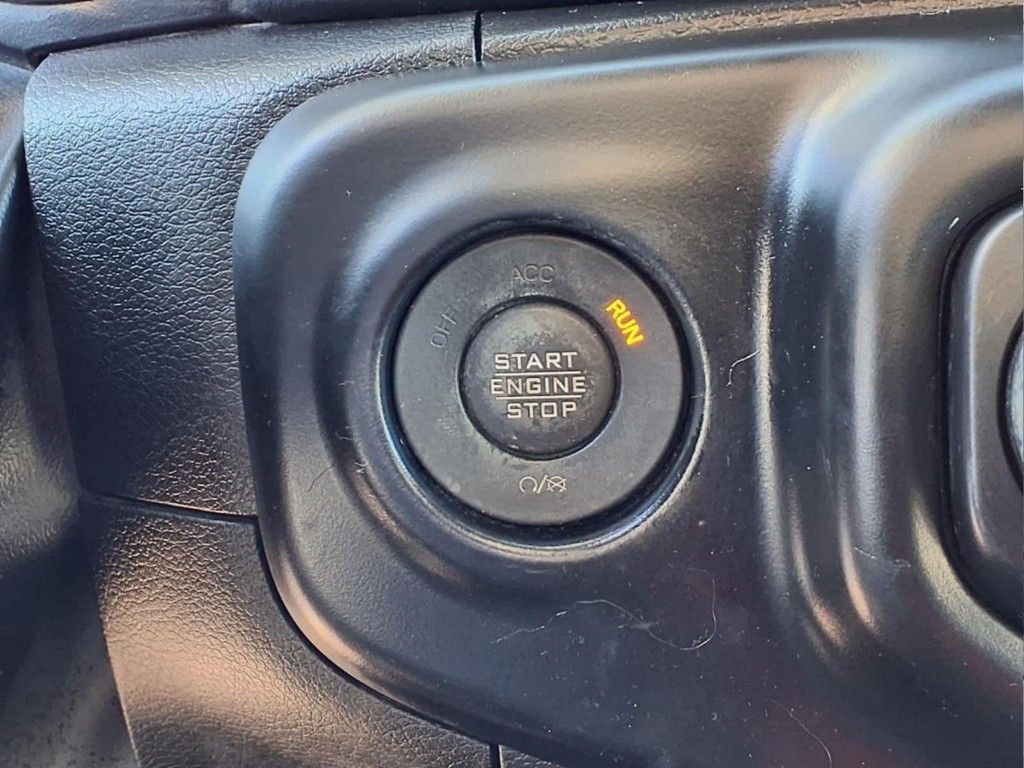 ACC
OFF
RUN
START
ENGINE
STOP